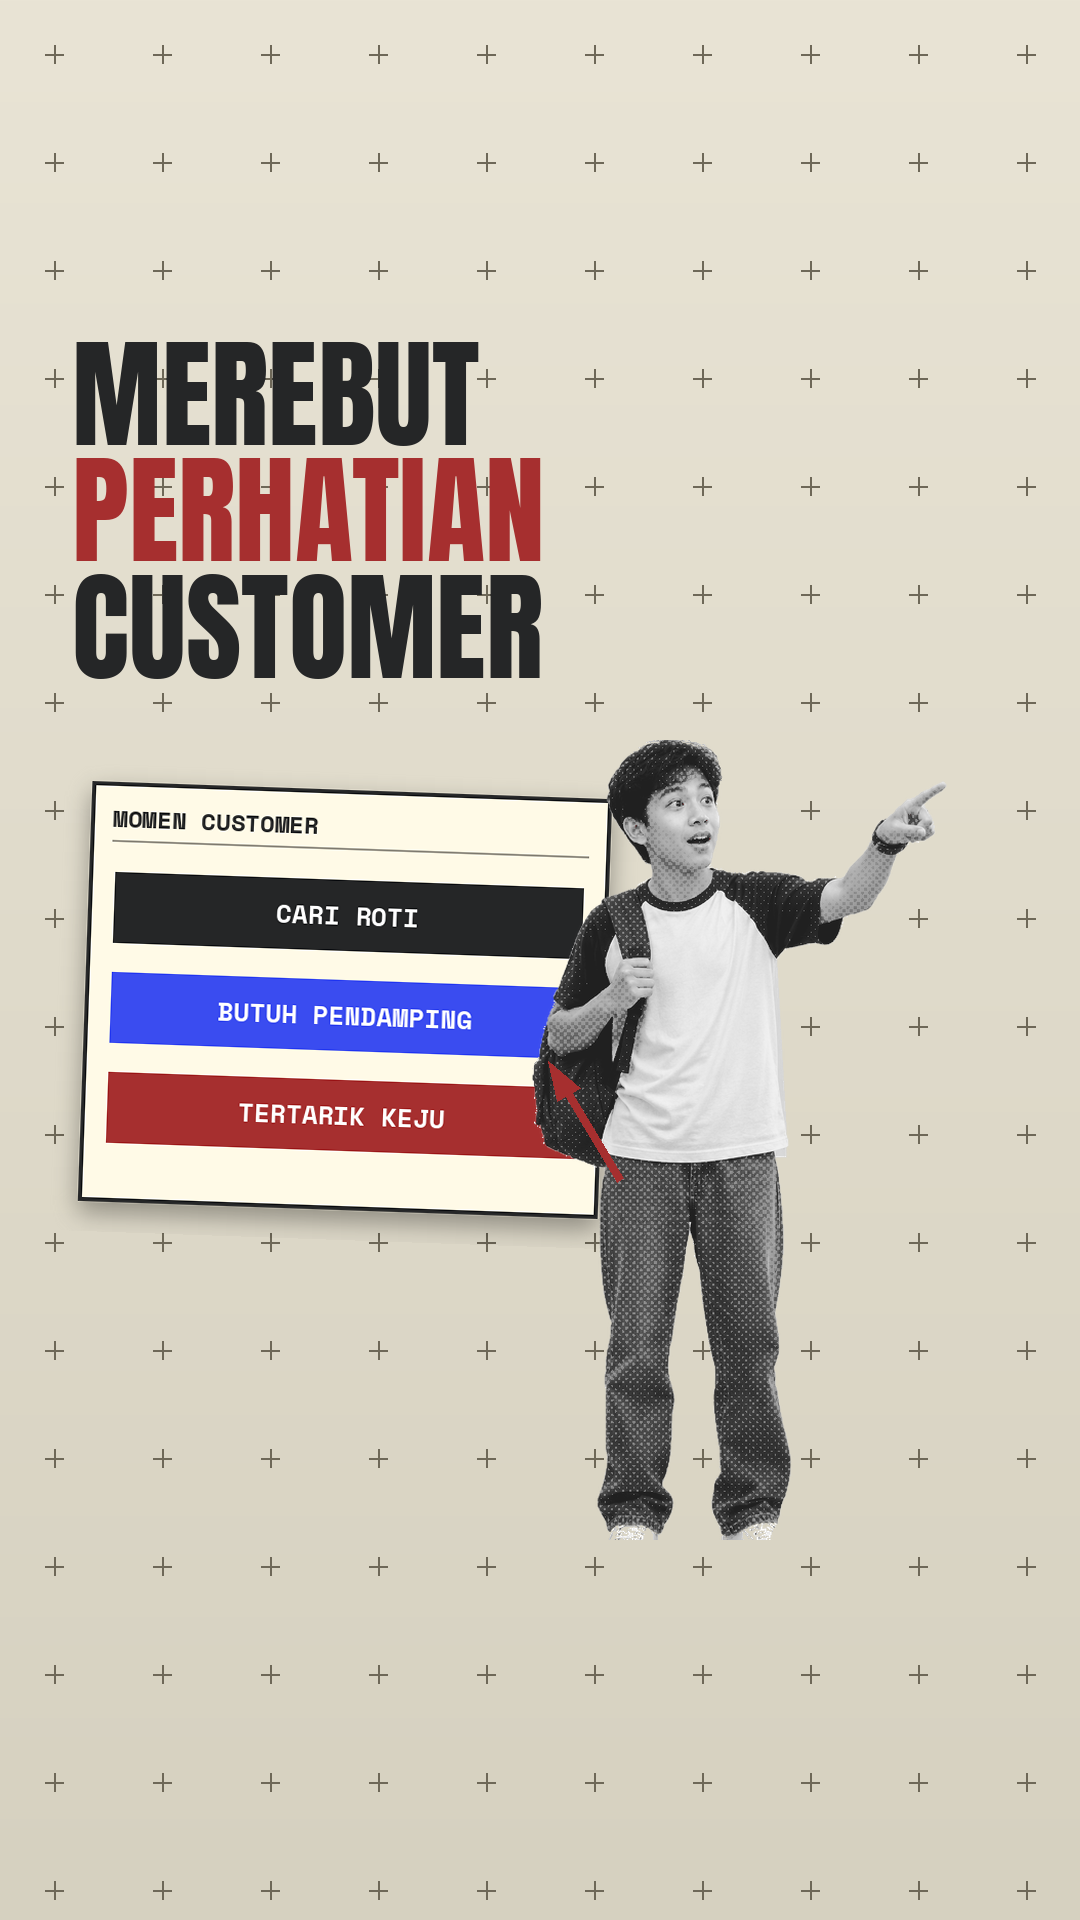 MEREBUT
PERHATIAN
CUSTOMER
MOMEN CUSTOMER
CARI ROTI
BUTUH PENDAMPING
TERTARIK KEJU